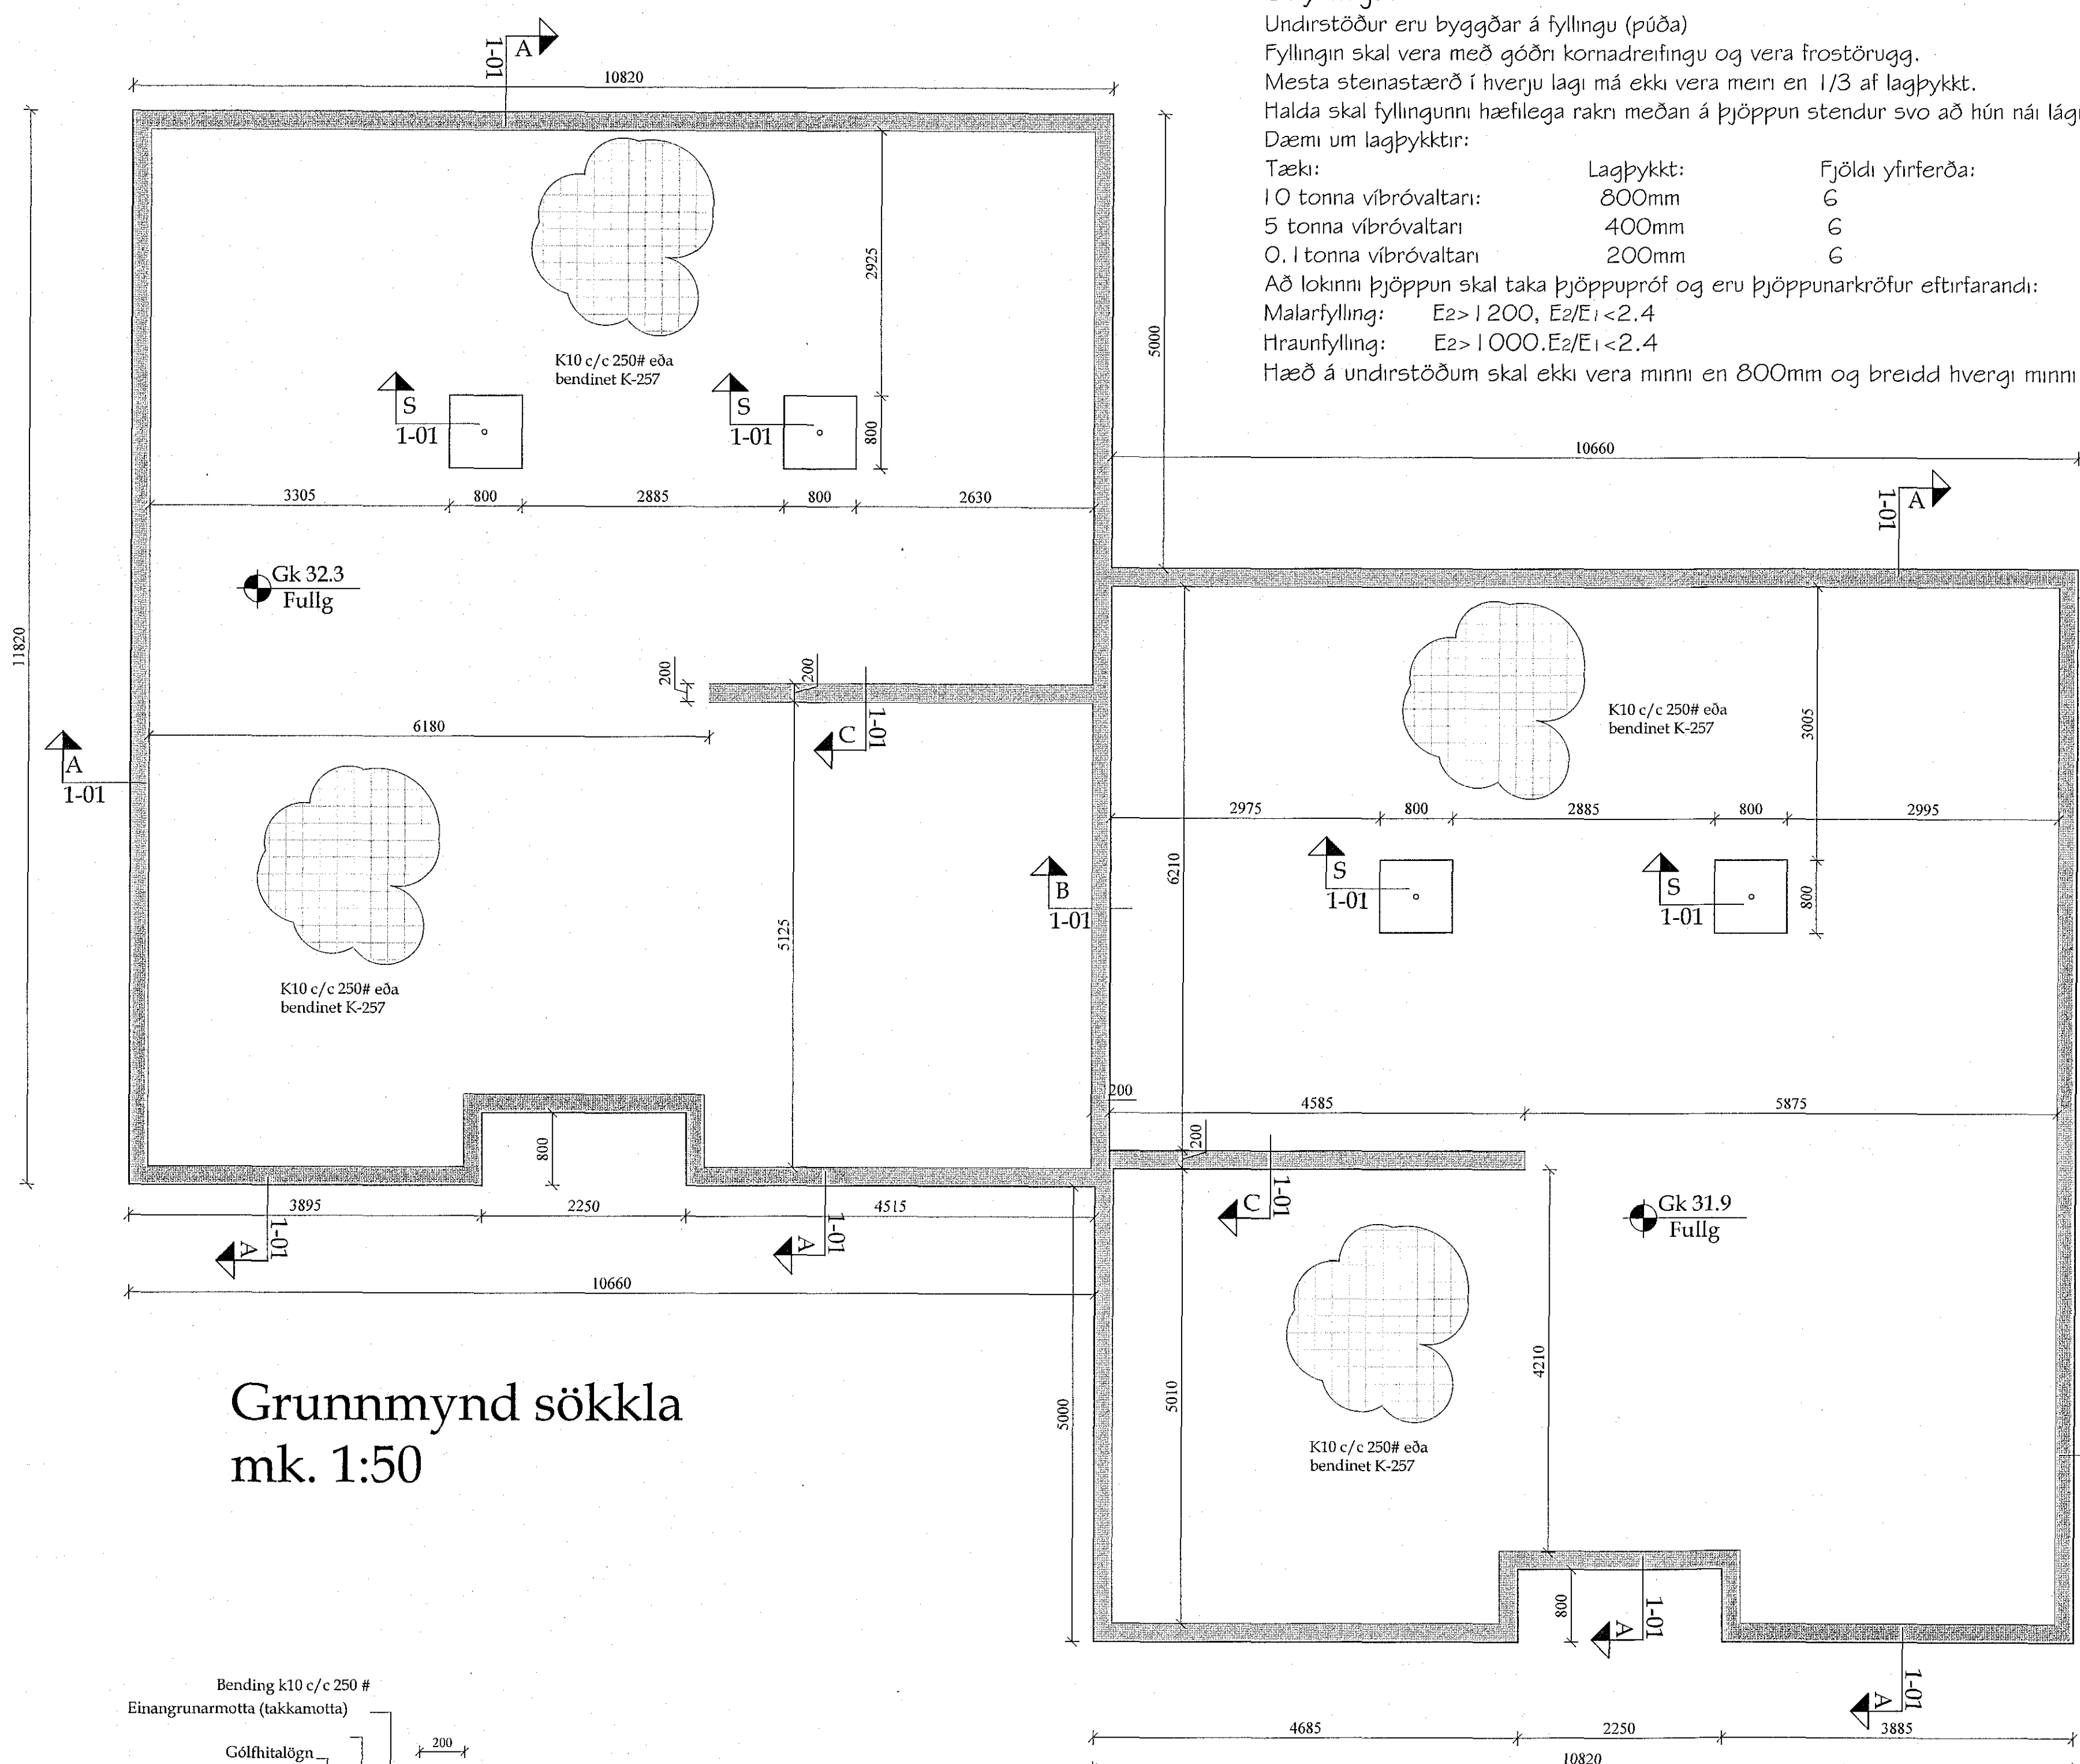 Undirstöður eru byggðar á fyllingu (púða)
Fyllingin skal vera með góðri kornadreifingu og vera frostörugg.
Mesta steinastærð í hverju lagi má ekki vera meiri en 1/3 af lagþykkt.
Halda skal fyllingunni hæfilega rakri meðan á þjöppun stendur svo að hún nái
Dæmi um lagþykktir:
Tæki: Lagþykkt: Fjöldi yfirferða:
10 tonna víbróvaltari: 800mm 6
5 tonna víbróvaltari 400mm 6
0.1 tonna víbróvaltari 200mm 6
Að lokinni þjöppun skal taka þjöppupróf og eru þjöppunarkröfur eftirfarandi:
Malarfylling: E2>1200, E2/E1<2.4
Hraunfylling: E2>1000.E2/E1<2.4
Hæð á undirstöðum skal ekki vera minni en 800mm og breidd hvergi minni
A
1-01
10820
11820
2925
5000
K10 c/c 250# eða
bendinet K-257
S
1-01
S
1-01
800
3305 800 2885 800 2630
10660
A
1-01
Gk 32.3
Fullg
200
200
6180
C
1-01
A
1-01
K10 c/c 250# eða
bendinet K-257
3005
2975 800 2885 800 2995
6210
B
1-01
S
1-01
S
1-01
800
5125
K10 c/c 250# eða
bendinet K-257
200
4585 5875
800
200
3895 2250 4515
A
1-01
A
1-01
C
1-01
Gk 31.9
Fullg
10660
4210
5010
5000
Grunnmynd sökkla
mk. 1:50
K10 c/c 250# eða
bendinet K-257
800
A
1-01
A
1-01
Bending k10 c/c 250 #
Einangrunarmotta (takkamotta)
Gólfhitalögn
200
4685 2250 3885
10820